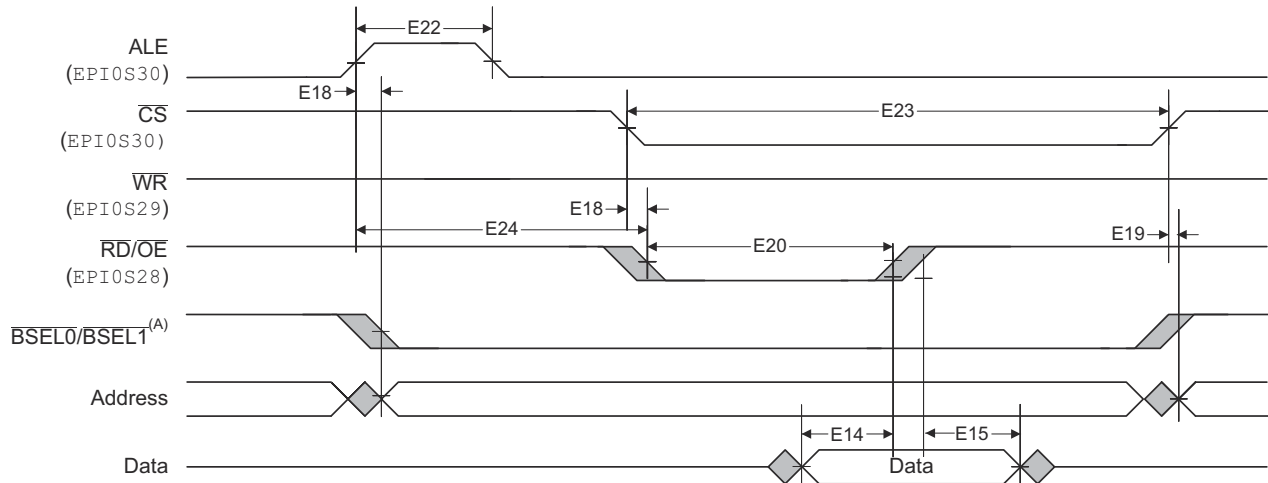 E22
ALE
(EPI0S30)
E18
CS
E23
(EPI0S30)
WR
(EPI0S29)
E18
E24
E20
E19
RD/OE
(EPI0S28)
BSEL0/BSEL1(A)
Address
E14
E15
Data
Data